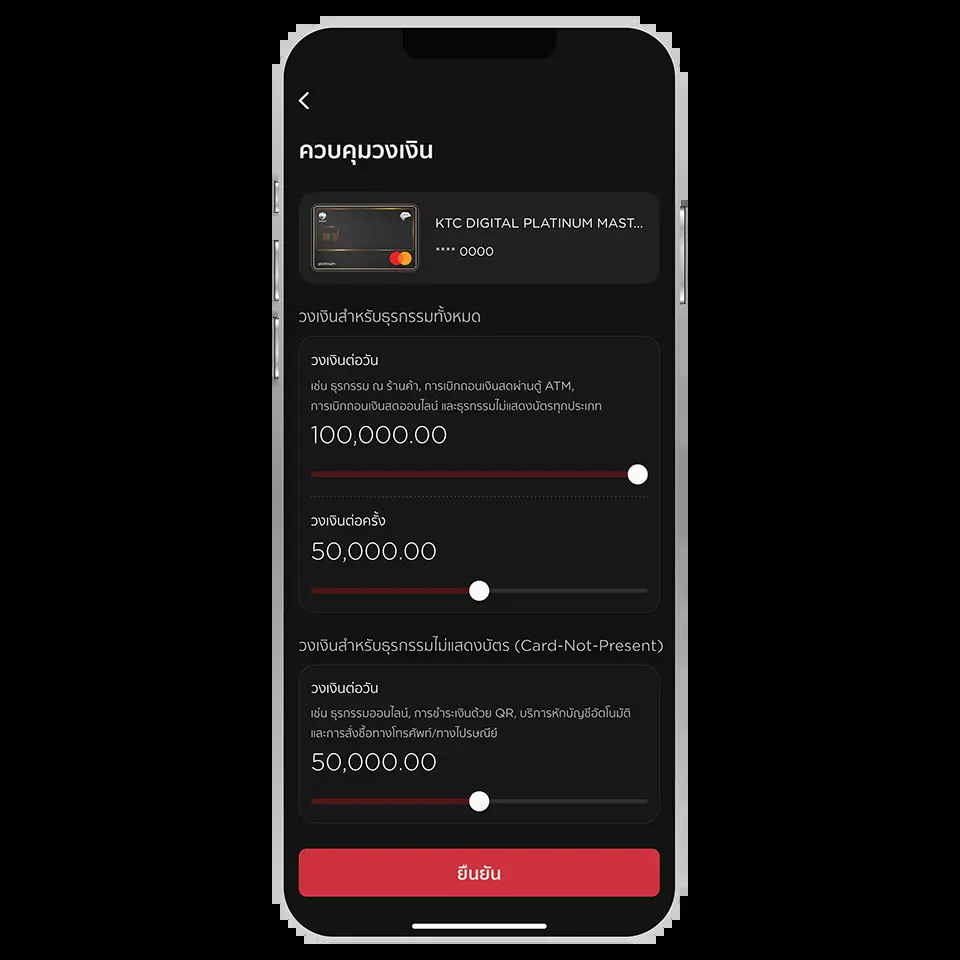 ควบคุมวงเงิน
KTC DIGITAL PLATINUM MAST...
**** 0000
วงเงินสำหรับธุรกรรมทั้งหมด
วงเงินต่อวัน
เช่น ธุรกรรม ณ ร้านค้า, การเบิกถอนเงินสดผ่านตู้ ATM,
การเบิกถอนเงินสดออนไลน์ และธุรกรรมไม่แสดงบัตรทุกประเภท
100,000.00
วงเงินต่อครั้ง
50,000.00
วงเงินสำหรับธุรกรรมไม่แสดงบัตร (Card-Not-Present)
วงเงินต่อวัน
เช่น ธุรกรรมออนไลน์, การชำระเงินด้วย QR, บริการหักบัญชีอัตโนมัติ
และการสั่งซื้อทางโทรศัพท์/ทางไปรษณีย์
50,000.00
ยืนยัน